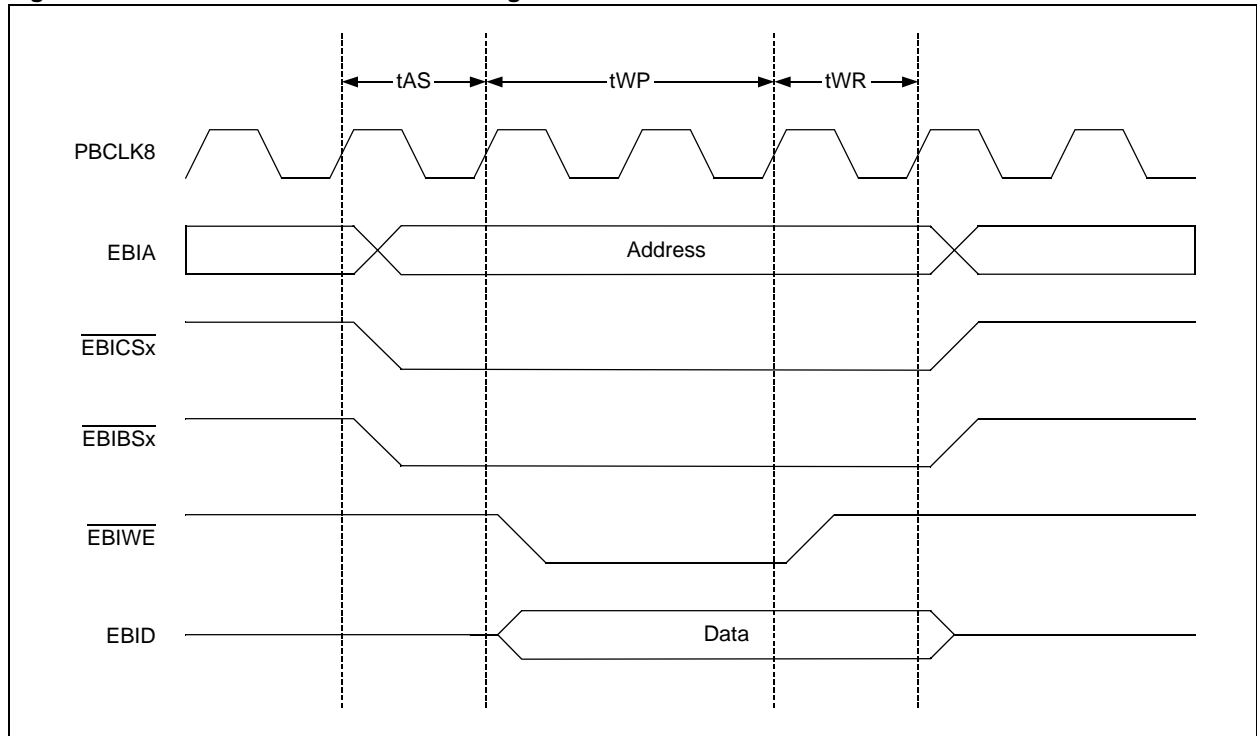 tAS tWP tWR
PBCLK8
EBIA Address
EBICSx
EBIBSx
EBIWE
EBID Data